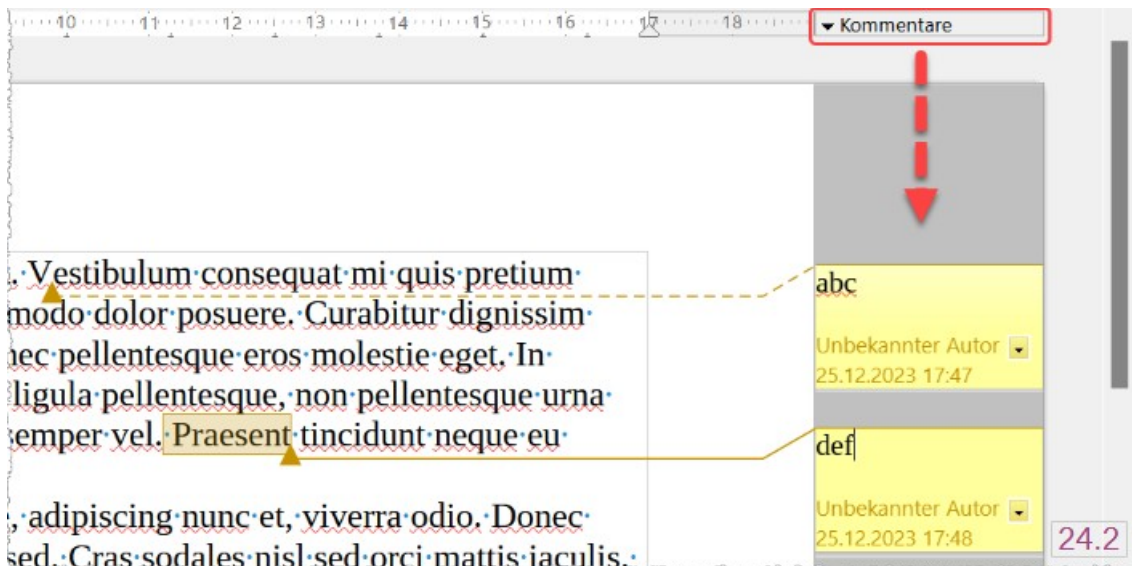 10 11 12 13 14 15 16 17 18
Kommentare
. Vestibulum consequat mi quis pretium
modo dolor posuere. Curabitur dignissim
nec pellentesque eros molestie eget. In
ligula pellentesque, non pellentesque urna
semper vel. Praesent tincidunt neque eu
, adipiscing nunc et, viverra odio. Donec
sed. Cras sodales nisl sed orci mattis iaculis.
abc
Unbekannter Autor
25.12.2023 17:47
def
Unbekannter Autor
25.12.2023 17:48
24.2